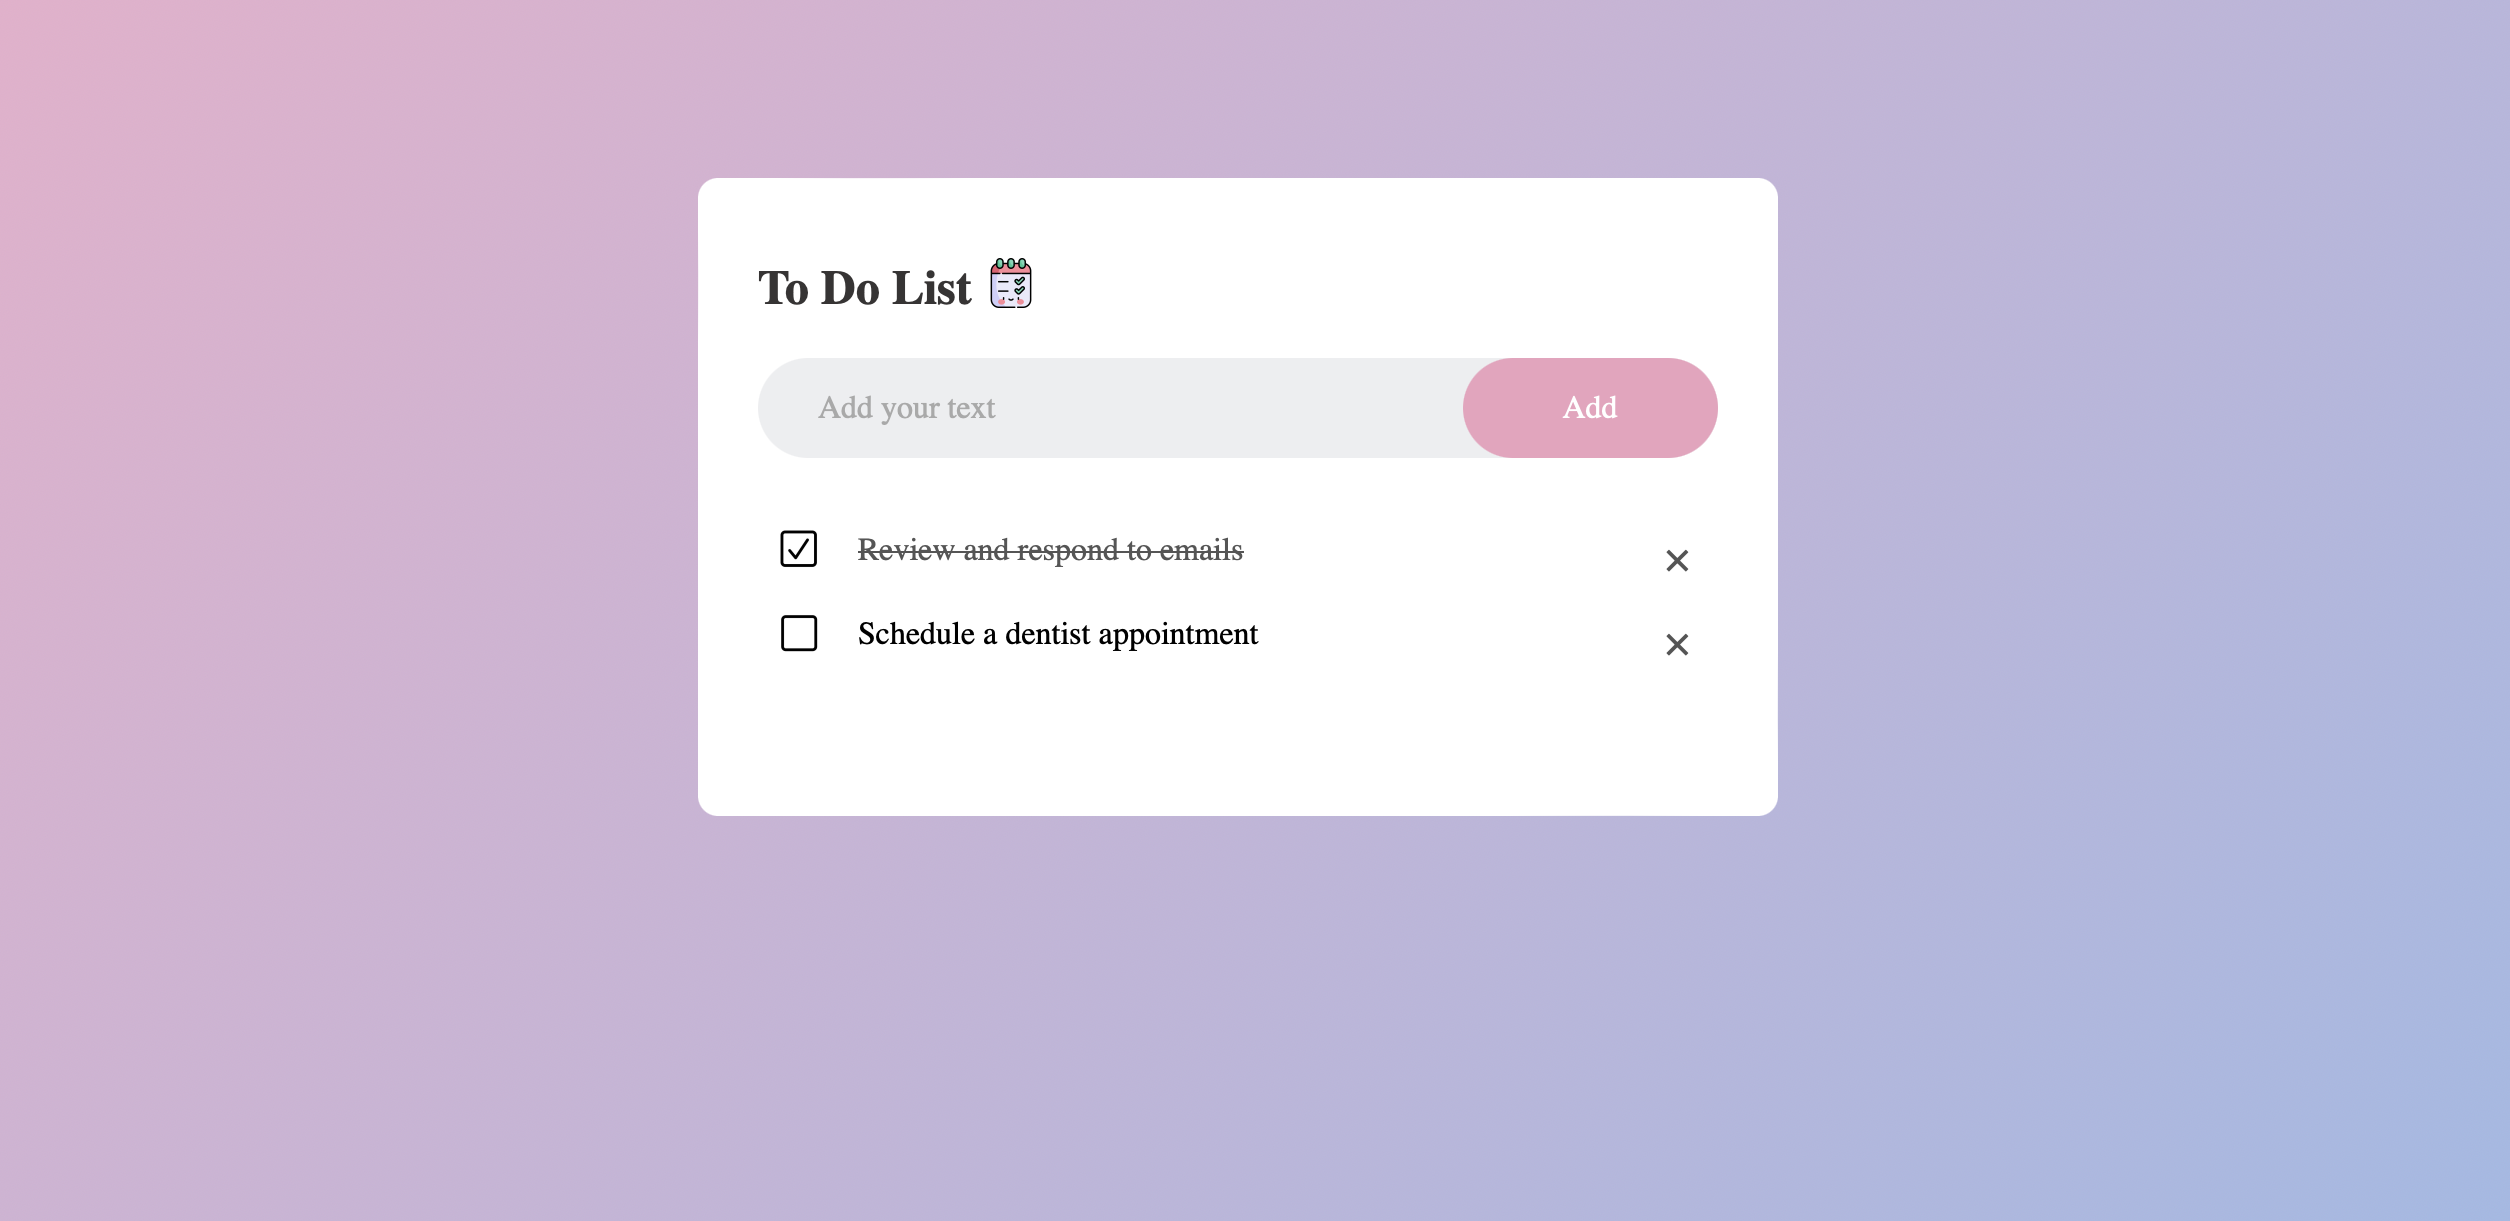 To Do List
Add your text
Add
Review and respond to emails
Schedule a dentist appointment